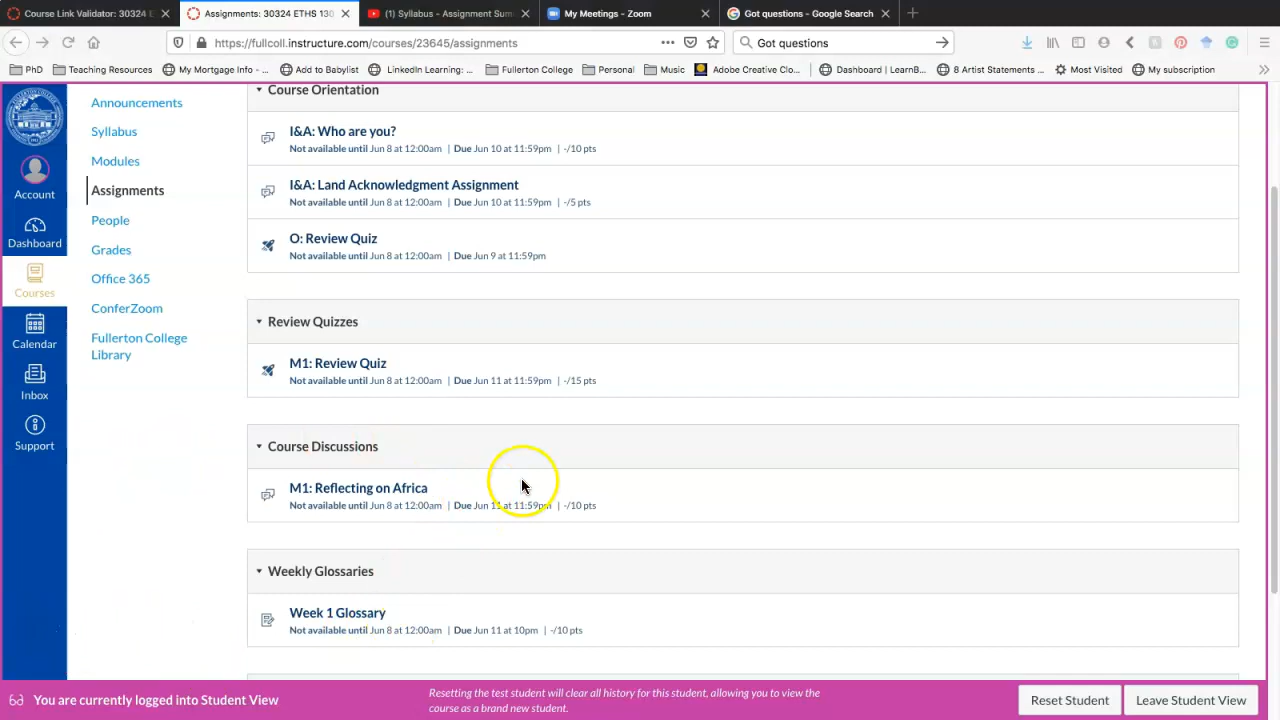 Course Link Validator: 30324 E
Assignments: 30324 ETHS 130
(1) Syllabus - Assignment Sum
My Meetings - Zoom
Got questions - Google Search
https://fullcoll.instructure.com/courses/23645/assignments
Got questions
PhD
Teaching Resources
My Mortgage Info -...
Add to Babylist
LinkedIn Learning: ...
Fullerton College
Personal
Music
Adobe Creative Clo...
Dashboard | LearnB...
8 Artist Statements ...
Most Visited
My subscription
Account
Dashboard
Courses
Calendar
Inbox
Support
Announcements
Syllabus
Modules
Assignments
People
Grades
Office 365
ConferZoom
Fullerton College
Library
Course Orientation
I&A: Who are you?
Not available until Jun 8 at 12:00am | Due Jun 10 at 11:59pm | -/10 pts
I&A: Land Acknowledgment Assignment
Not available until Jun 8 at 12:00am | Due Jun 10 at 11:59pm | -/5 pts
O: Review Quiz
Not available until Jun 8 at 12:00am | Due Jun 9 at 11:59pm
Review Quizzes
M1: Review Quiz
Not available until Jun 8 at 12:00am | Due Jun 11 at 11:59pm | -/15 pts
Course Discussions
M1: Reflecting on Africa
Not available until Jun 8 at 12:00am | Due Jun 11 at 11:59pm | -/10 pts
Weekly Glossaries
Week 1 Glossary
Not available until Jun 8 at 12:00am | Due Jun 11 at 10pm | -/10 pts
You are currently logged into Student View
Resetting the test student will clear all history for this student, allowing you to view the
course as a brand new student.
Reset Student
Leave Student View